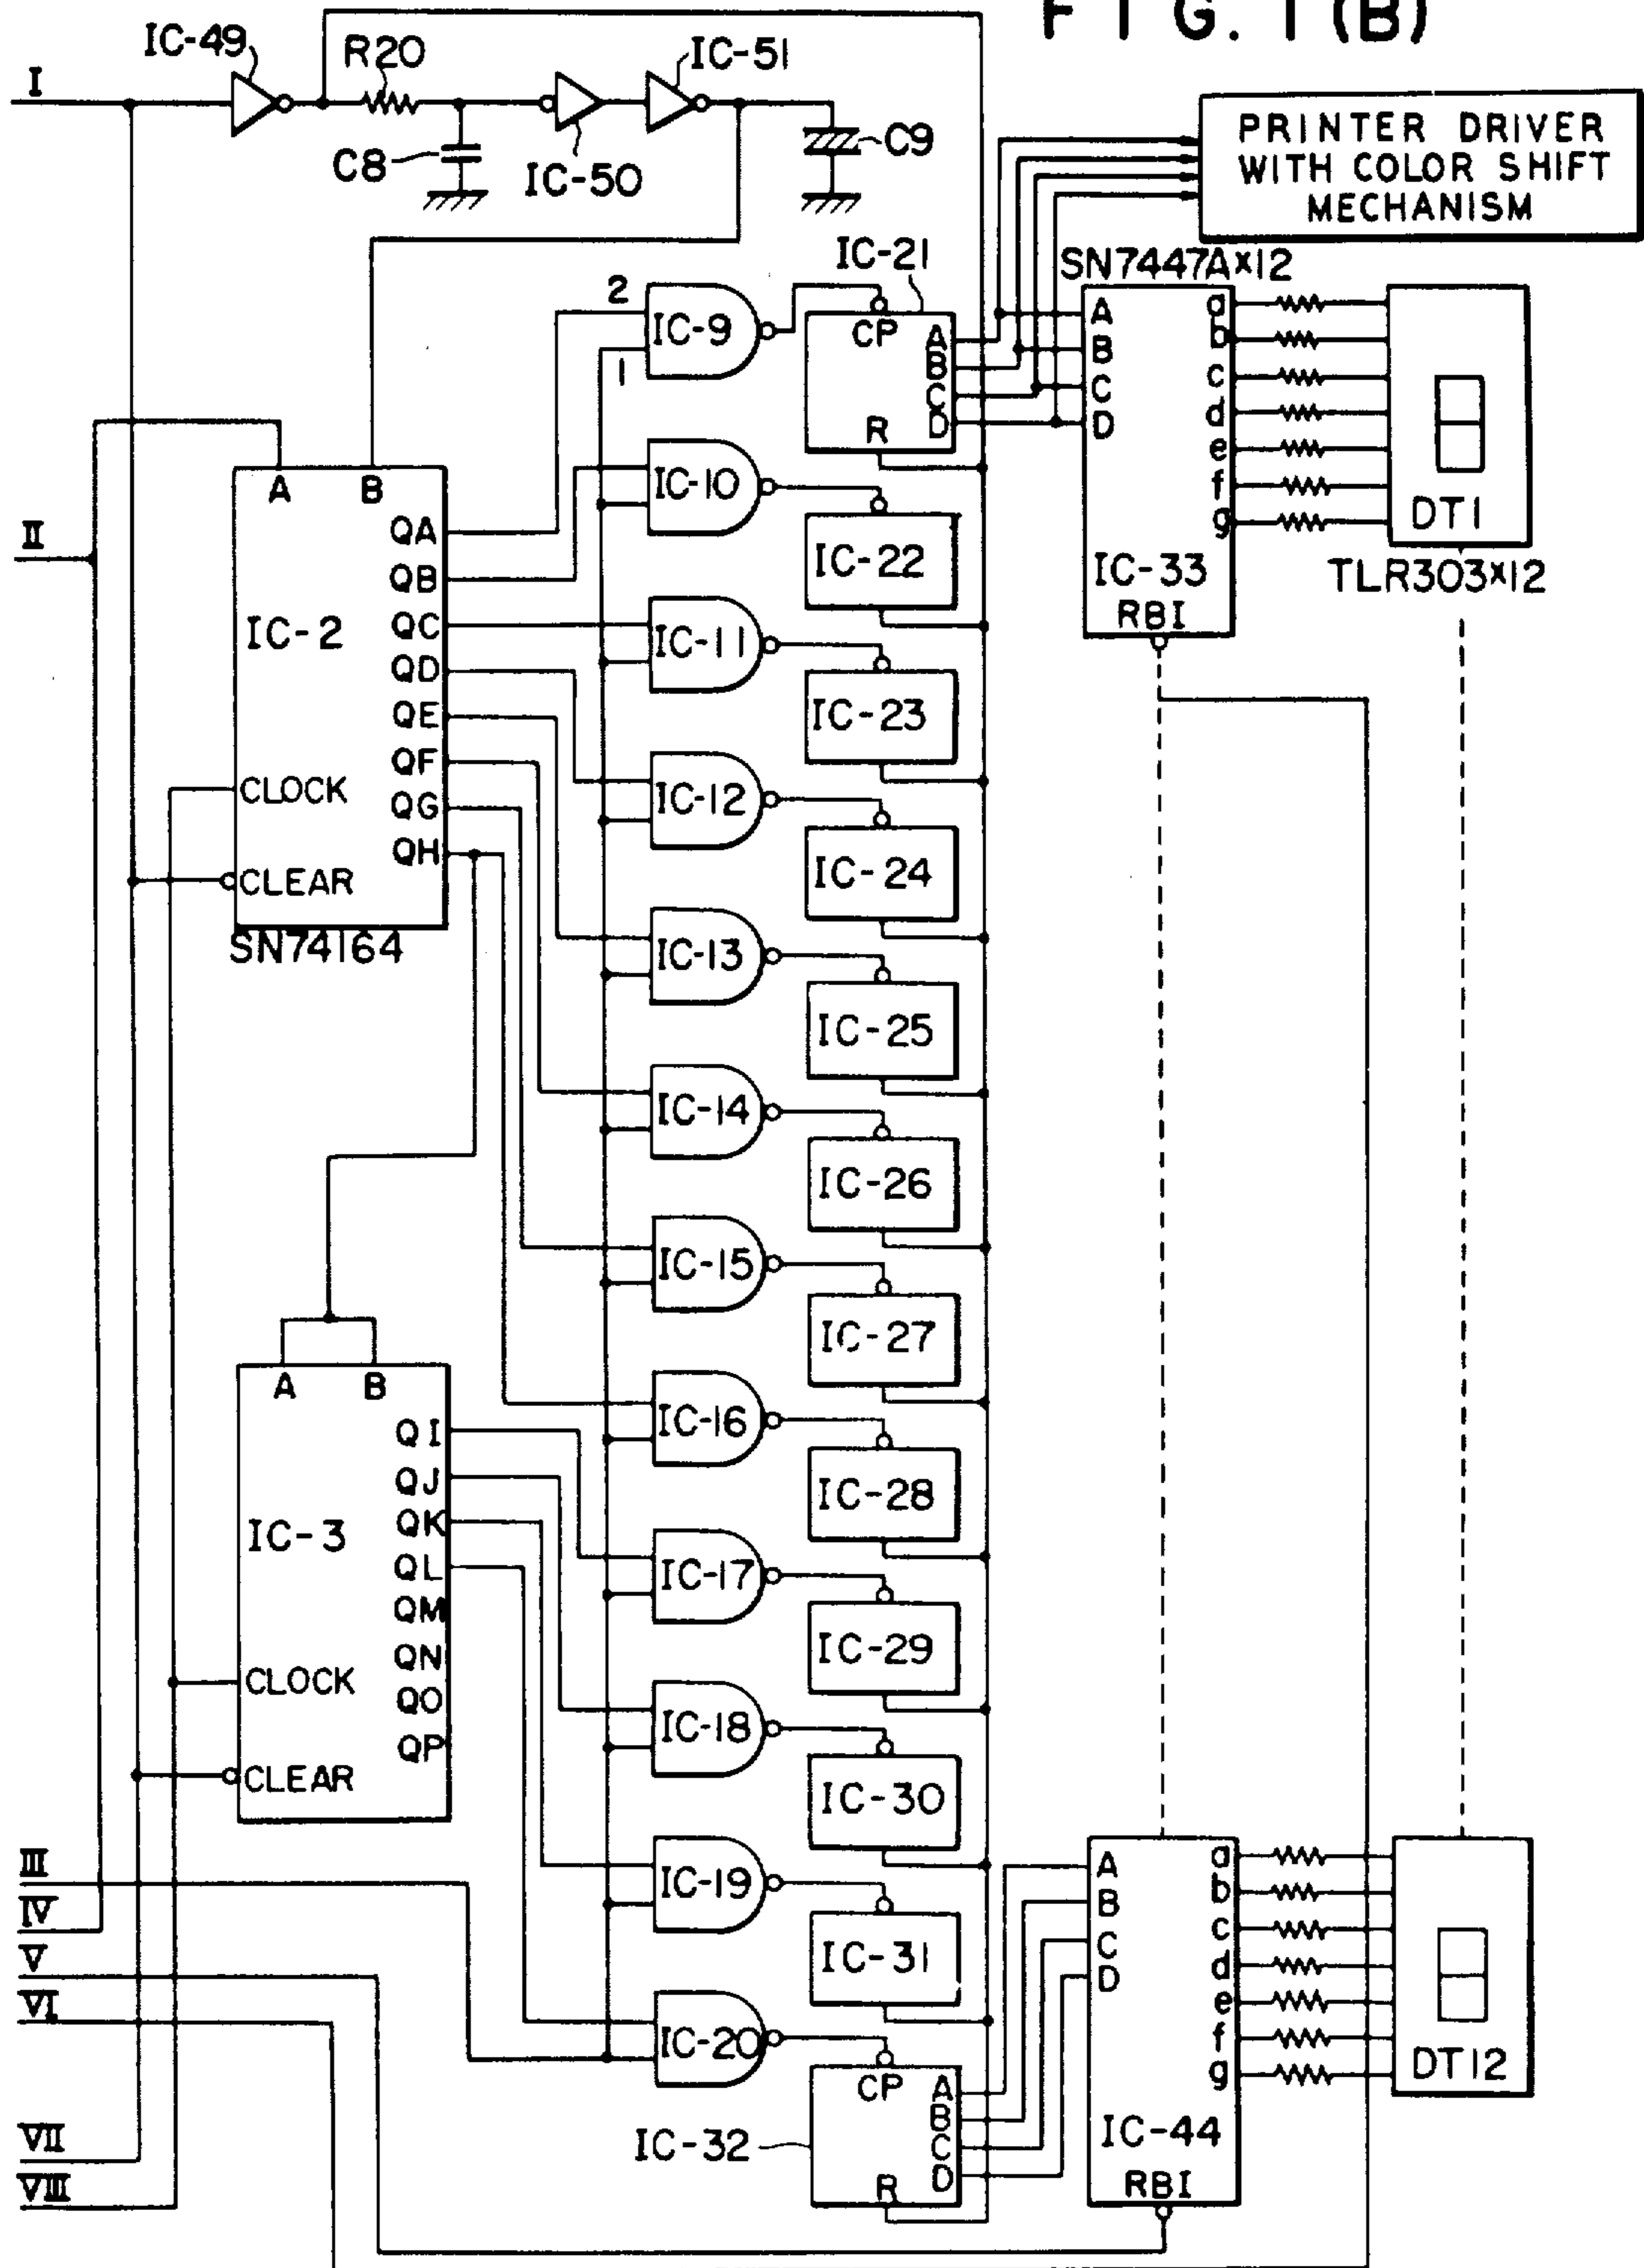 FIG. 1 (B)
IC-49
R20
IC-51
I
C8
IC-50
C9
PRINTER DRIVER
WITH COLOR SHIFT
MECHANISM
IC-21
SN7447A×12
2
IC-9
1
CP
A
B
C
D
R
A
B
C
D
a
b
c
d
e
f
g
IC-33
RBI
DT1
TLR303×12
II
A B
QA
QB
QC
QD
QE
QF
QG
QH
IC-2
CLOCK
CLEAR
SN74164
IC-10
IC-22
IC-11
IC-23
IC-12
IC-24
IC-13
IC-25
IC-14
IC-26
IC-15
IC-27
IC-16
IC-28
IC-17
IC-29
IC-18
IC-30
IC-19
IC-31
IC-20
A B
QI
QJ
QK
QL
QM
QN
QO
QP
IC-3
CLOCK
CLEAR
III
IV
V
VI
VII
VIII
IC-32
CP
A
B
C
D
R
A
B
C
D
a
b
c
d
e
f
g
IC-44
RBI
DT12